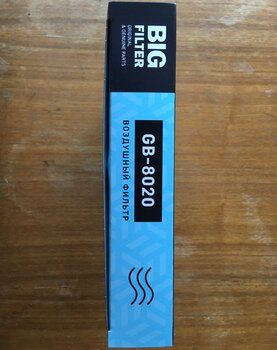 BIG
FILTER
ORIGINAL
& GENUINE PARTS
GB-8020
ВОЗДУШНЫЙ ФИЛЬТР